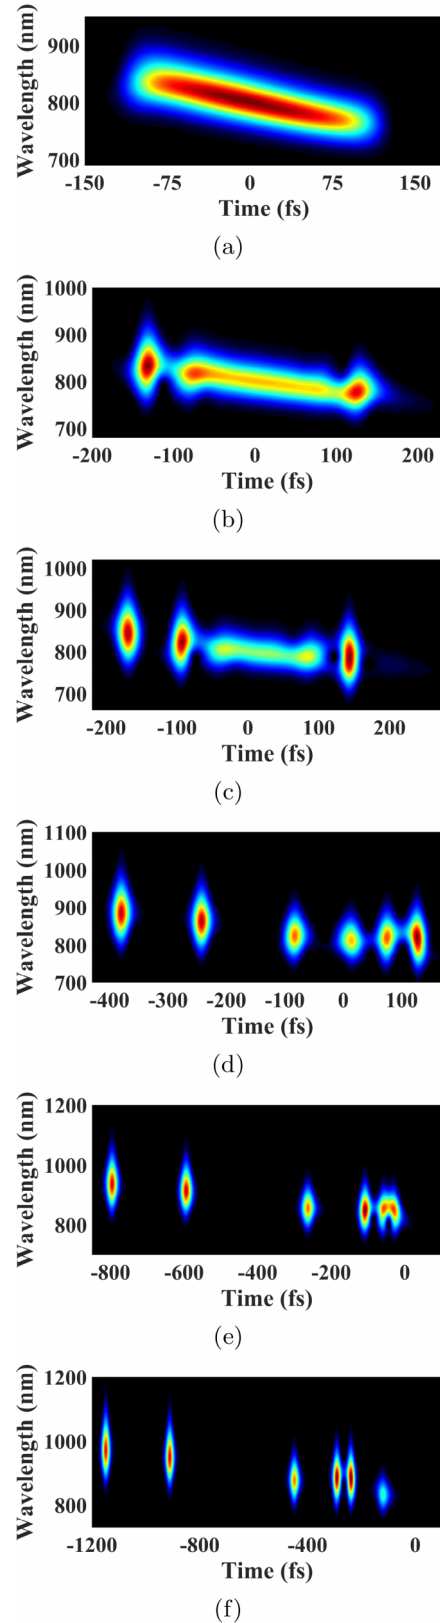 Wavelength (nm)
900
800
700
-150 -75 0 75 150
Time (fs)
(a)
Wavelength (nm)
1000
900
800
700
-200 -100 0 100 200
Time (fs)
(b)
Wavelength (nm)
1000
900
800
700
-200 -100 0 100 200
Time (fs)
(c)
Wavelength (nm)
1100
1000
900
800
700
-400 -300 -200 -100 0 100
Time (fs)
(d)
Wavelength (nm)
1200
1000
800
-800 -600 -400 -200 0
Time (fs)
(e)
Wavelength (nm)
1200
1000
800
-1200 -800 -400 0
Time (fs)
(f)